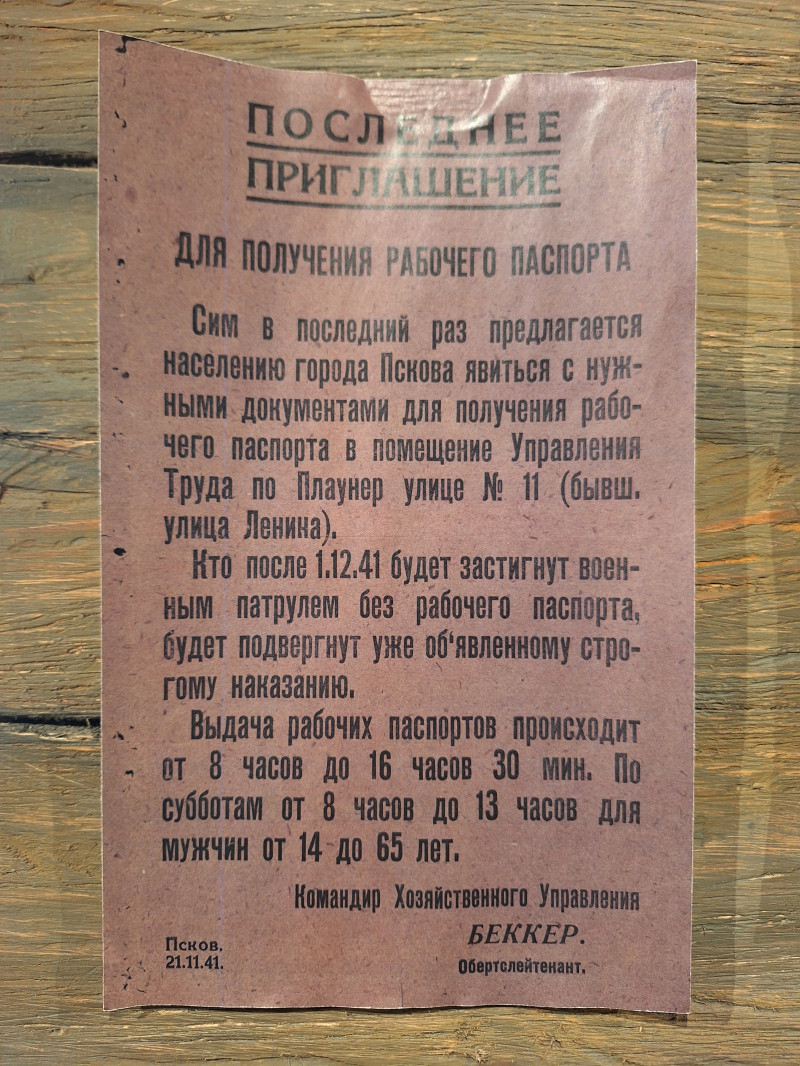 ПОСЛЕДНЕЕ
ПРИГЛАШЕНИЕ
ДЛЯ ПОЛУЧЕНИЯ РАБОЧЕГО ПАСПОРТА
Сим в последний раз предлагается
населению города Пскова явиться с нуж-
ными документами для получения рабо-
чего паспорта в помещение Управления
Труда по Плаунер улице № 11 (бывш.
улица Ленина).
Кто после 1.12.41 будет застигнут воен-
ным патрулем без рабочего паспорта,
будет подвергнут уже об'явленному стро-
гому наказанию.
Выдача рабочих паспортов происходит
от 8 часов до 16 часов 30 мин. По
субботам от 8 часов до 13 часов для
мужчин от 14 до 65 лет.
Командир Хозяйственного Управления
БЕККЕР.
Обертслейтенант.
Псков.
21.11.41.